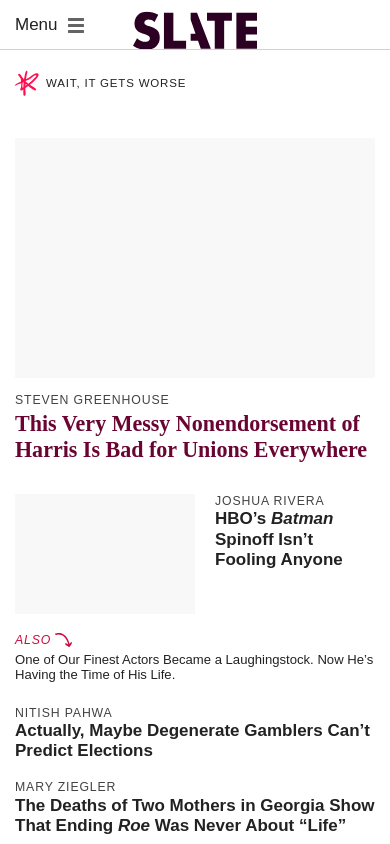 Menu
SLATE
WAIT, IT GETS WORSE
STEVEN GREENHOUSE
This Very Messy Nonendorsement of
Harris Is Bad for Unions Everywhere
JOSHUA RIVERA
HBO’s Batman
Spinoff Isn’t
Fooling Anyone
ALSO
One of Our Finest Actors Became a Laughingstock. Now He’s
Having the Time of His Life.
NITISH PAHWA
Actually, Maybe Degenerate Gamblers Can’t
Predict Elections
MARY ZIEGLER
The Deaths of Two Mothers in Georgia Show
That Ending Roe Was Never About “Life”